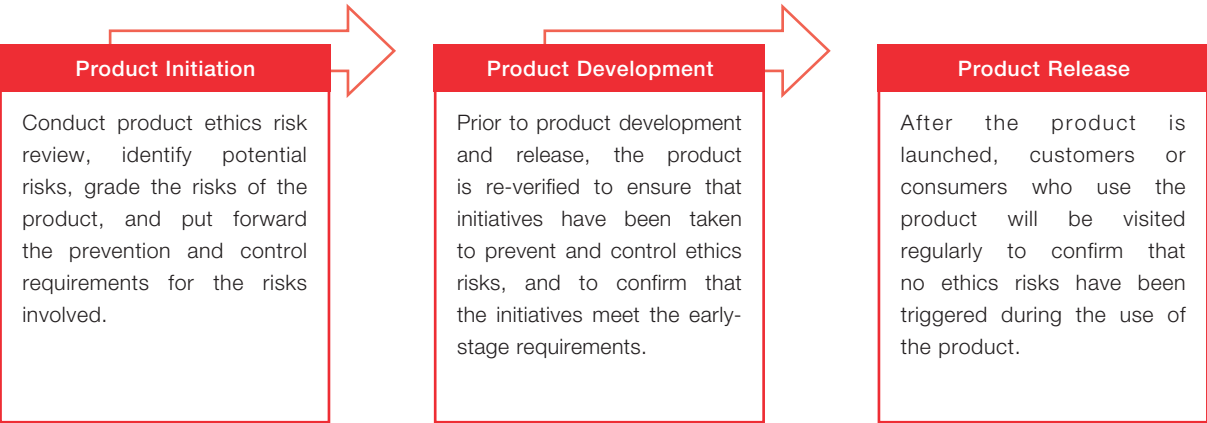 Product Initiation
Conduct product ethics risk
review, identify potential
risks, grade the risks of the
product, and put forward
the prevention and control
requirements for the risks
involved.
Product Development
Prior to product development
and release, the product
is re-verified to ensure that
initiatives have been taken
to prevent and control ethics
risks, and to confirm that
the initiatives meet the early-
stage requirements.
Product Release
After the product is
launched, customers or
consumers who use the
product will be visited
regularly to confirm that
no ethics risks have been
triggered during the use of
the product.